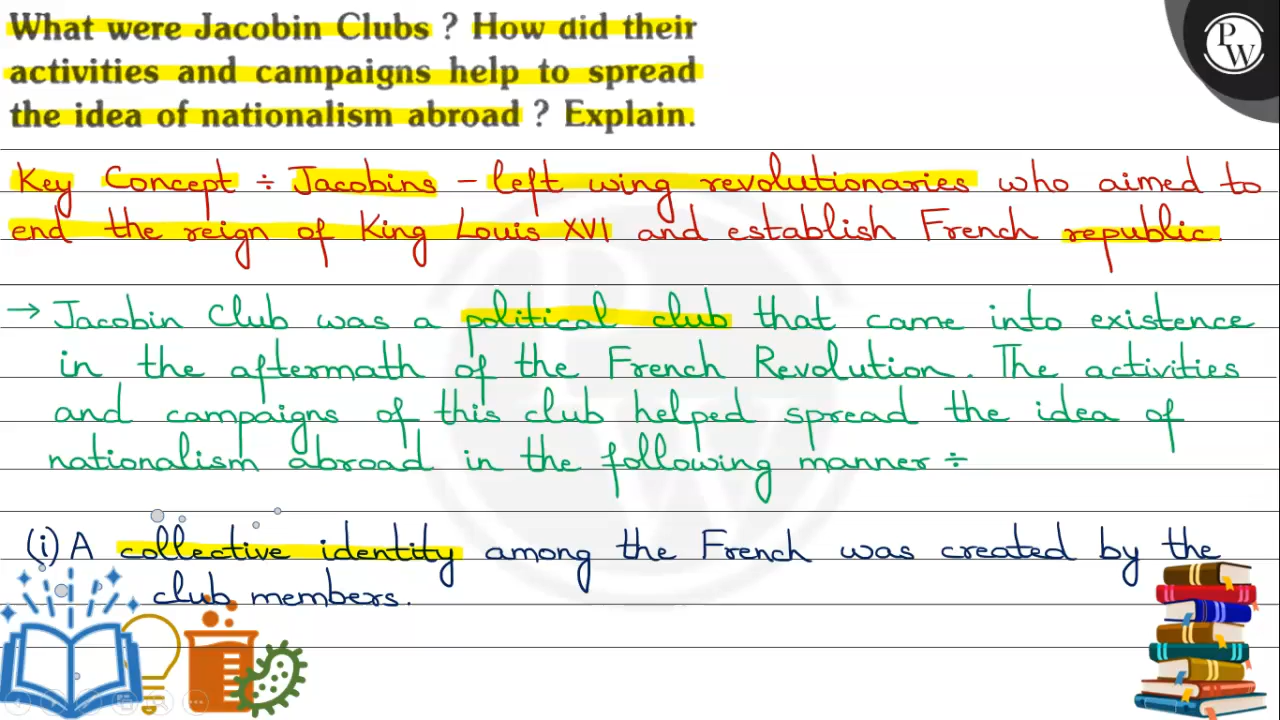 What were Jacobin Clubs ? How did their
activities and campaigns help to spread
the idea of nationalism abroad ? Explain.
PW
Key Concept ÷ Jacobins - left wing revolutionaries who aimed to
end the reign of King Louis XVI and establish French republic.
→ Jacobin Club was a political club that came into existence
in the aftermath of the French Revolution. The activities
and campaigns of this club helped spread the idea of
nationalism abroad in the following manner ÷
(i) A collective identity among the French was created by the
club members.